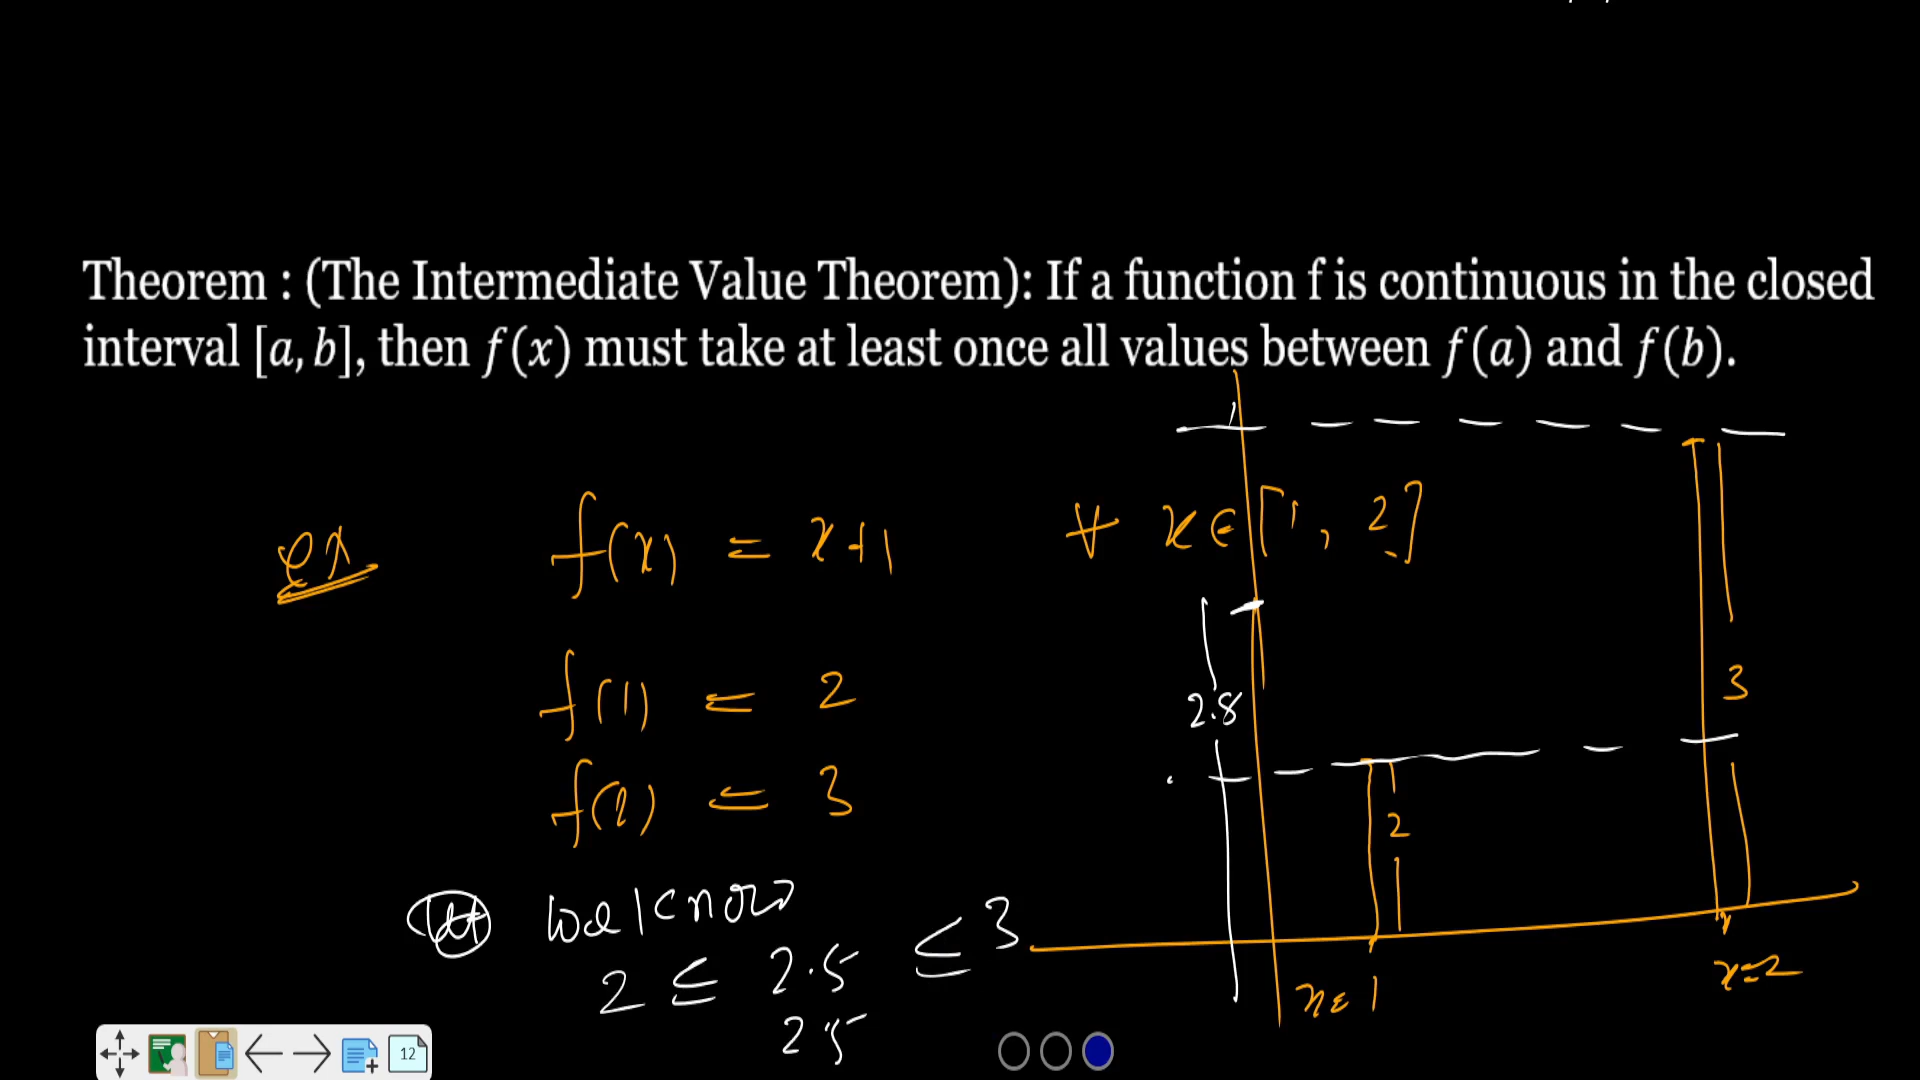 Theorem : (The Intermediate Value Theorem): If a function f is continuous in the closed
interval [a, b], then f(x) must take at least once all values between f(a) and f(b).
ex f(x) = x+1 ∀ x ∈ [1, 2]
f(1) = 2
f(2) = 3
we know
2 ≤ 2.5 ≤ 3
2.5
2.8
2
3
x = 1
x=2
12